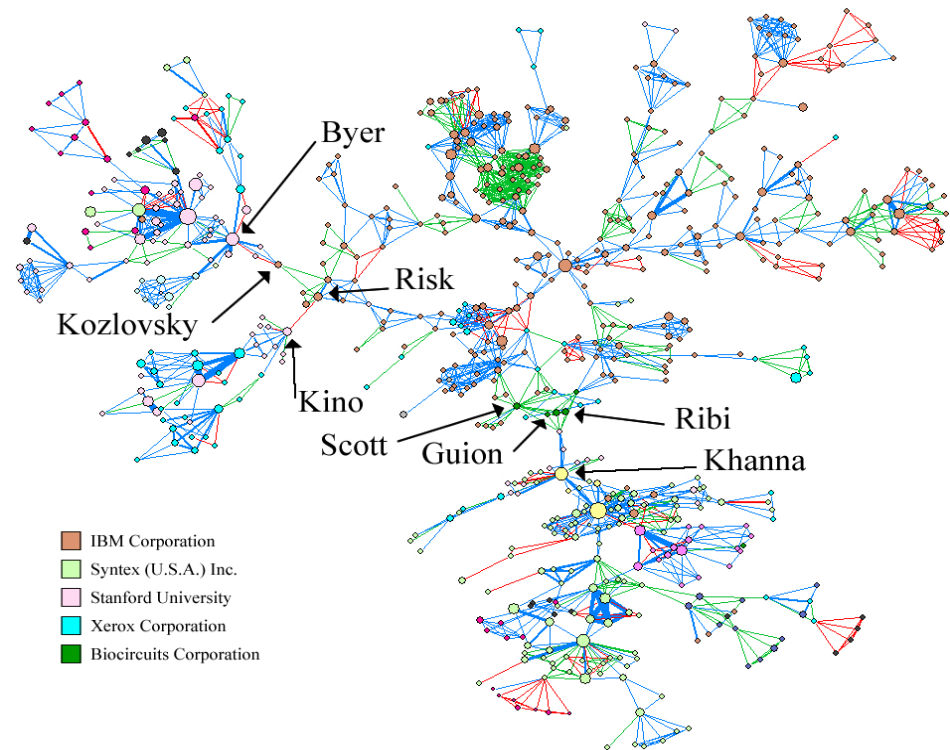 Byer
Risk
Kozlovsky
Kino
Scott
Guion
Ribi
Khanna
IBM Corporation
Syntex (U.S.A.) Inc.
Stanford University
Xerox Corporation
Biocircuits Corporation